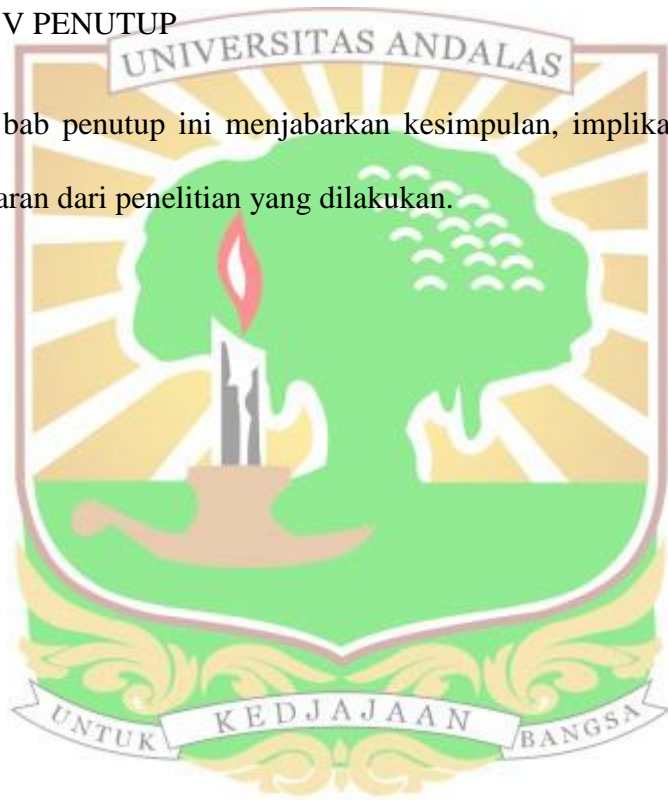 V PENUTUP
UNIVERSITAS ANDALAS
bab penutup ini menjabarkan kesimpulan, implika
aran dari penelitian yang dilakukan.
UNTUK KEDJAJAAN BANGSA